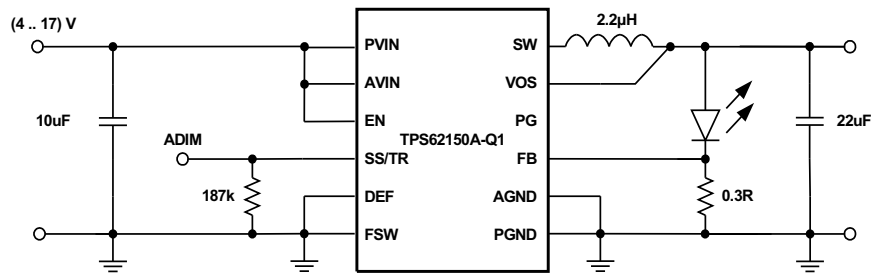 (4 .. 17) V
10uF
ADIM
187k
PVIN
AVIN
EN
SS/TR
DEF
FSW
TPS62150A-Q1
SW
VOS
PG
FB
AGND
PGND
2.2µH
0.3R
22uF